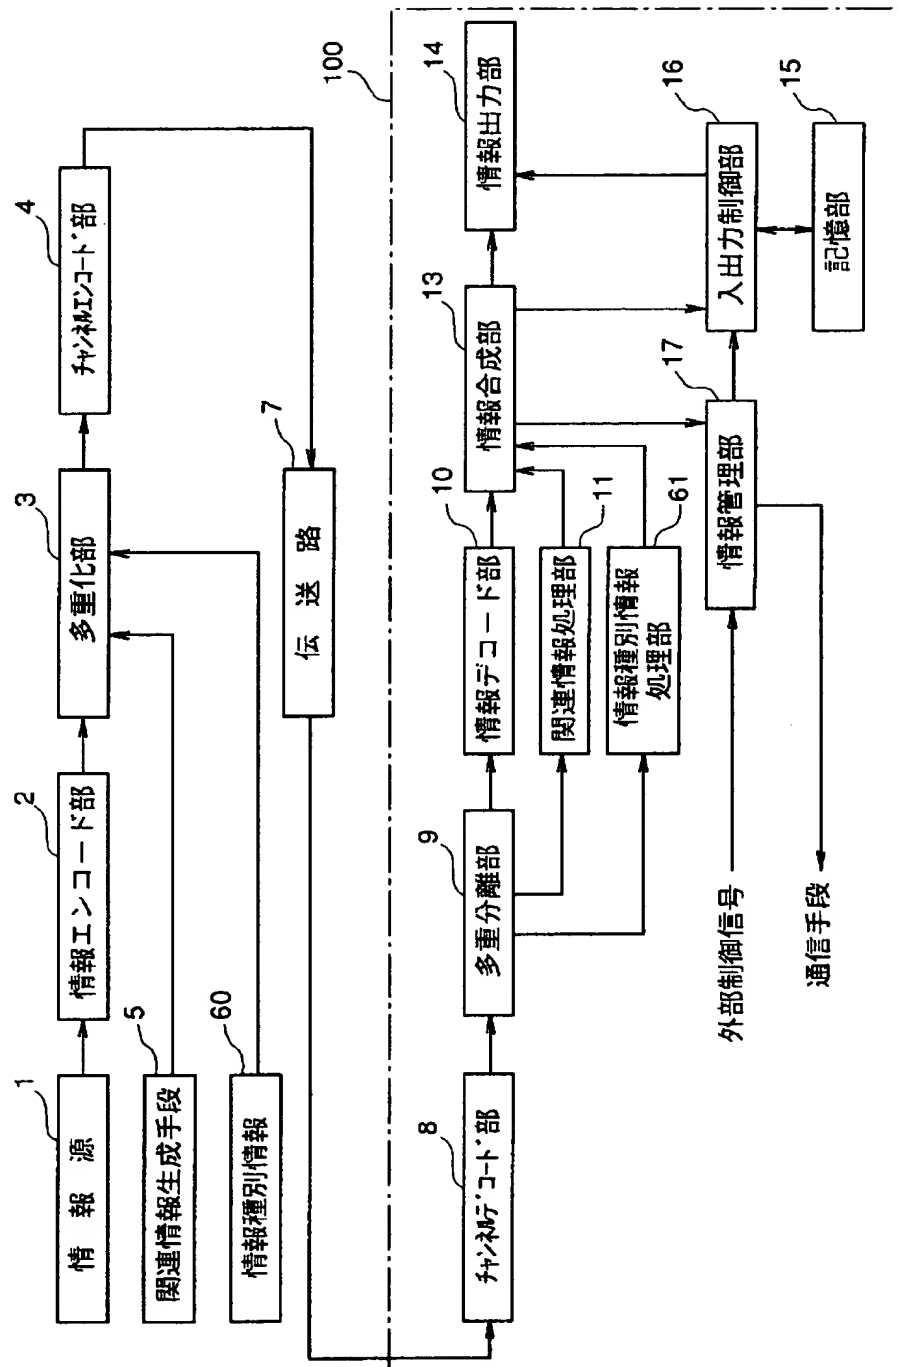 1
情報源
2
情報エンコード部
3
多重化部
4
チャンネルエンコード部
5
関連情報生成手段
60
情報種別情報
7
伝送路
100
8
チャンネルデコード部
9
多重分離部
10
情報デコード部
11
関連情報処理部
61
情報種別情報
処理部
13
情報合成部
14
情報出力部
17
情報管理部
16
入出力制御部
15
記憶部
外部制御信号
通信手段